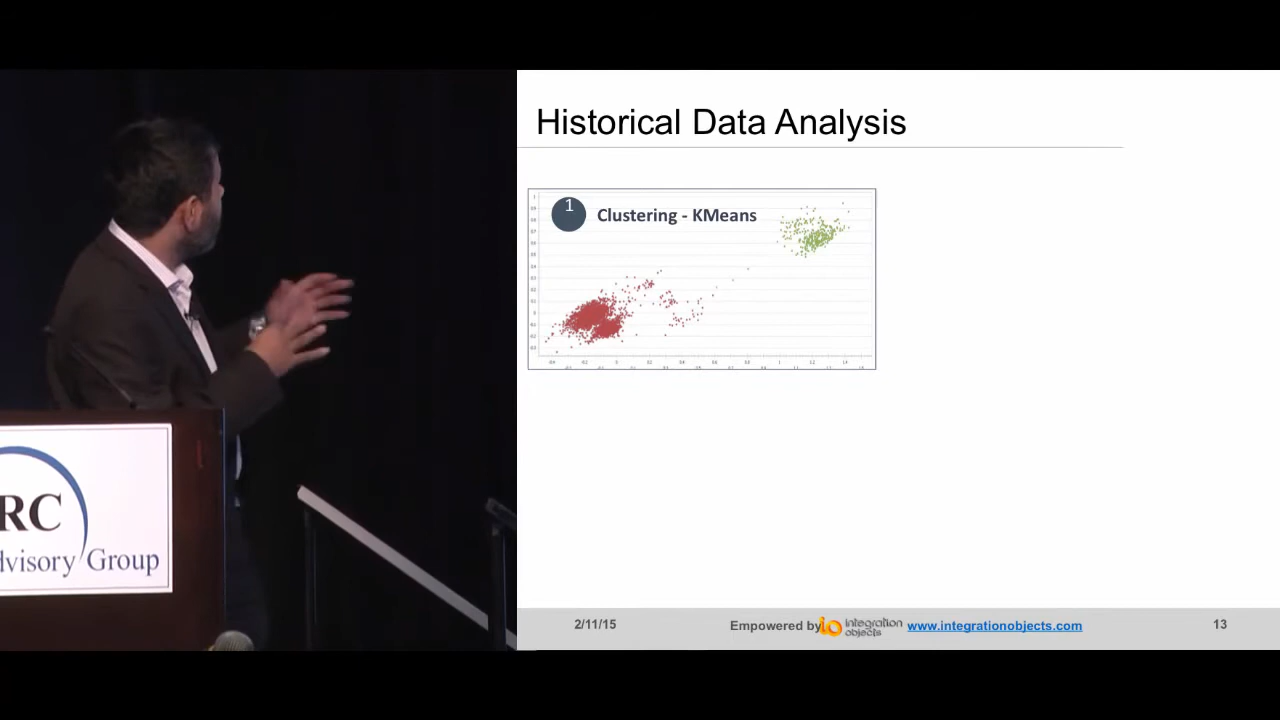 Historical Data Analysis
1
Clustering - KMeans
RC
Advisory Group
2/11/15
Empowered by
integration
objects
www.integrationobjects.com
13